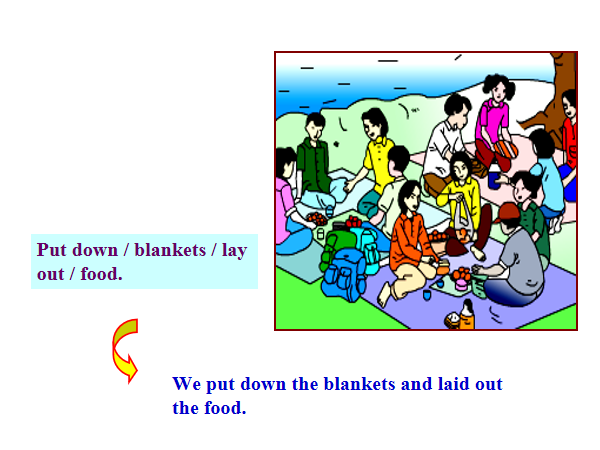 Put down / blankets / lay
out / food.
We put down the blankets and laid out
the food.